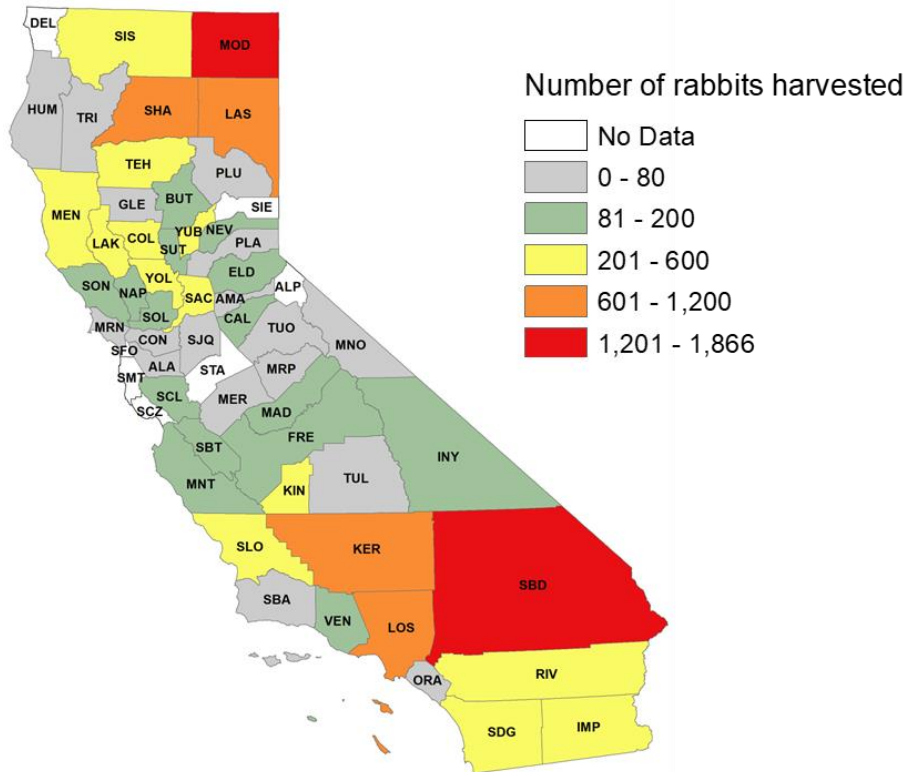 DEL
SIS
MOD
HUM
TRI
SHA
LAS
TEH
PLU
MEN
GLE
BUT
SIE
LAK
COL
YUB
NEV
SUT
PLA
SON
NAP
YOL
SAC
ELD
ALP
SOL
AMA
CAL
MRN
CON
SJQ
TUO
MNO
SFO
ALA
STA
MRP
SMT
SCL
MER
SCZ
MAD
SBT
FRE
INY
MNT
KIN
TUL
SLO
KER
SBD
SBA
VEN
LOS
ORA
RIV
SDG
IMP
Number of rabbits harvested
No Data
0 - 80
81 - 200
201 - 600
601 - 1,200
1,201 - 1,866